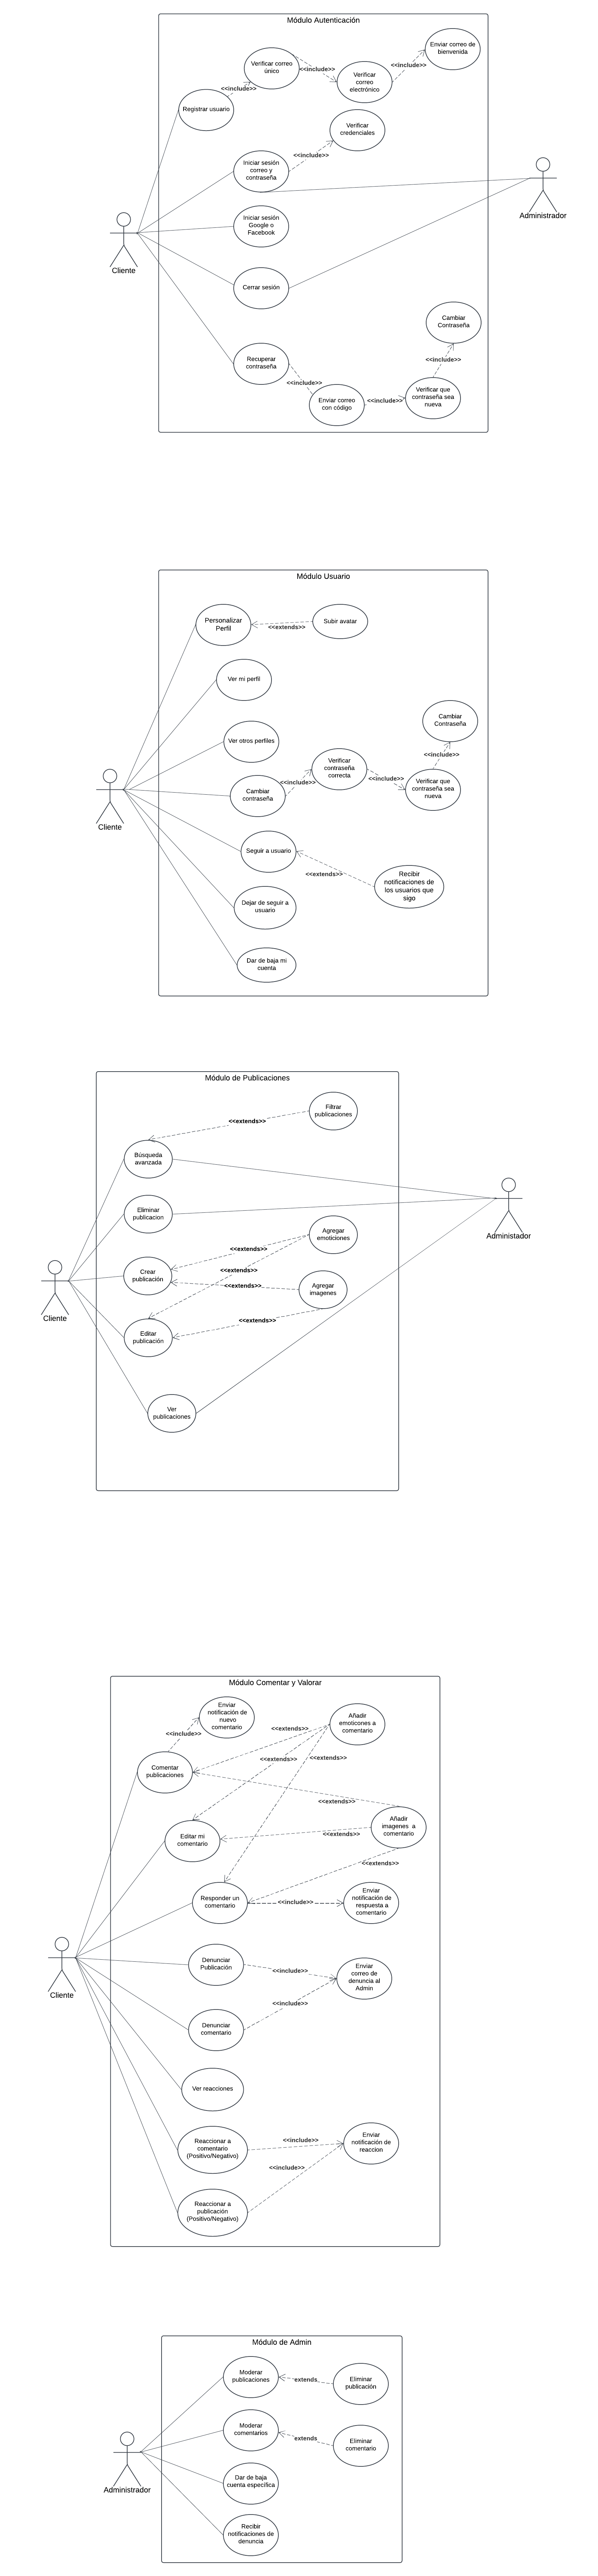 Módulo Autenticación
Enviar correo de
bienvenida
Verificar correo
único
<<include>>
<<include>>
Verificar
correo
electrónico
<<include>>
Registrar usuario
Verificar
credenciales
<<include>>
Iniciar sesión
correo y
contraseña
Administrador
Iniciar sesión
Google o
Facebook
Cliente
Cerrar sesión
Cambiar
Contraseña
Recuperar
contraseña
<<include>>
<<include>>
Verificar que
contraseña sea
nueva
Enviar correo
con código
<<include>>
Módulo Usuario
Personalizar
Perfil
Subir avatar
<<extends>>
Ver mi perfil
Cambiar
Contraseña
Ver otros perfiles
<<include>>
Verificar
contraseña
correcta
<<include>>
<<include>>
Verificar que
contraseña sea
nueva
Cambiar
contraseña
Cliente
Seguir a usuario
<<extends>>
Recibir
notificaciones de
los usuarios que
sigo
Dejar de seguir a
usuario
Dar de baja mi
cuenta
Módulo de Publicaciones
Filtrar
publicaciones
<<extends>>
Búsqueda
avanzada
Eliminar
publicacion
Agregar
emoticiones
Administador
<<extends>>
Crear
publicación
<<extends>>
Agregar
imagenes
<<extends>>
Cliente
<<extends>>
Editar
publicación
Ver
publicaciones
Módulo Comentar y Valorar
Enviar
notificación de
nuevo
comentario
Añadir
emoticones a
comentario
<<include>>
<<extends>>
<<extends>>
<<extends>>
Comentar
publicaciones
<<extends>>
Añadir
imagenes a
comentario
Editar mi
comentario
<<extends>>
<<extends>>
Responder un
comentario
<<include>>
Enviar
notificación de
respuesta a
comentario
Cliente
Denunciar
Publicación
<<include>>
Enviar
correo de
denuncia al
Admin
<<include>>
Denunciar
comentario
Ver reacciones
Reaccionar a
comentario
(Positivo/Negativo)
<<include>>
Enviar
notificación de
reaccion
<<include>>
Reaccionar a
publicación
(Positivo/Negativo)
Módulo de Admin
Moderar
publicaciones
extends
Eliminar
publicación
Moderar
comentarios
extends
Eliminar
comentario
Administrador
Dar de baja
cuenta específica
Recibir
notificaciones de
denuncia